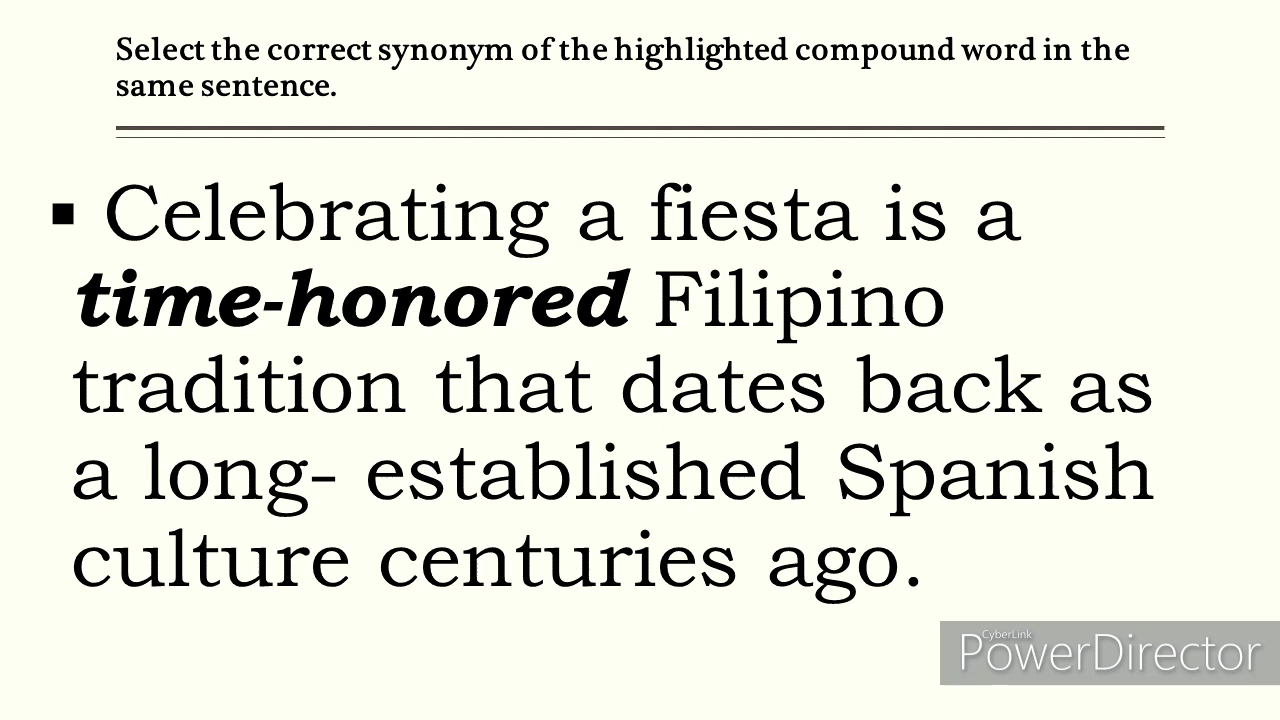 Select the correct synonym of the highlighted compound word in the
same sentence.
▪ Celebrating a fiesta is a
time-honored Filipino
tradition that dates back as
a long- established Spanish
culture centuries ago.
CyberLink
PowerDirector